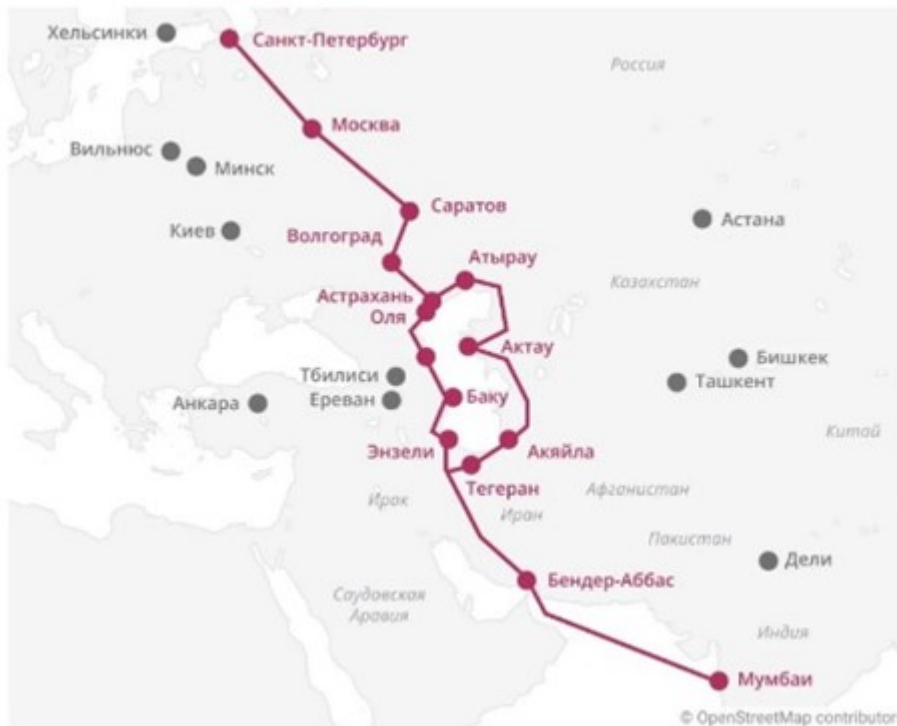 Хельсинки
Санкт-Петербург
Россия
Москва
Вильнюс
Минск
Саратов
Астана
Киев
Волгоград
Атырау
Казахстан
Астрахань
Оля
Актау
Бишкек
Тбилиси
Ташкент
Ереван
Баку
Анкара
Китай
Энзели
Акяйла
Тегеран
Афганистан
Ирак
Иран
Пакистан
Дели
Бендер-Аббас
Саудовская
Аравия
Индия
Мумбаи
© OpenStreetMap contributor